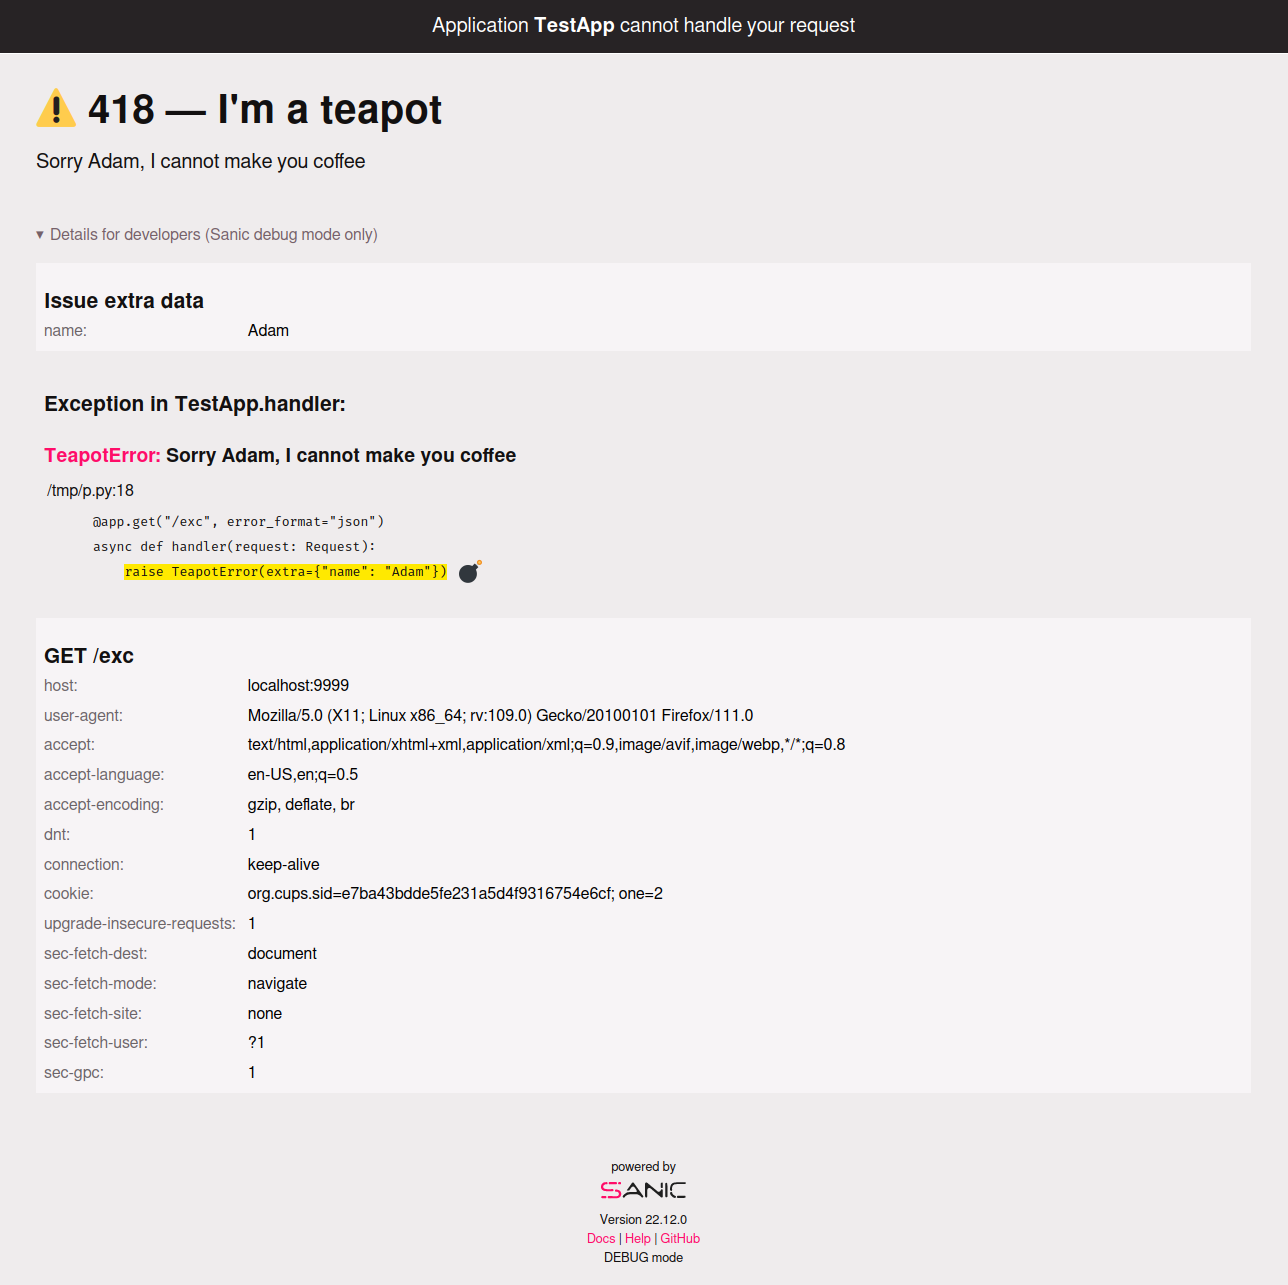 Application TestApp cannot handle your request
418 — I'm a teapot
Sorry Adam, I cannot make you coffee
▾ Details for developers (Sanic debug mode only)
Issue extra data
name: Adam
Exception in TestApp.handler:
TeapotError: Sorry Adam, I cannot make you coffee
/tmp/p.py:18
@app.get("/exc", error_format="json")
async def handler(request: Request):
raise TeapotError(extra={"name": "Adam"})
GET /exc
host: localhost:9999
user-agent: Mozilla/5.0 (X11; Linux x86_64; rv:109.0) Gecko/20100101 Firefox/111.0
accept: text/html,application/xhtml+xml,application/xml;q=0.9,image/avif,image/webp,*/*;q=0.8
accept-language: en-US,en;q=0.5
accept-encoding: gzip, deflate, br
dnt: 1
connection: keep-alive
cookie: org.cups.sid=e7ba43bdde5fe231a5d4f9316754e6cf; one=2
upgrade-insecure-requests: 1
sec-fetch-dest: document
sec-fetch-mode: navigate
sec-fetch-site: none
sec-fetch-user: ?1
sec-gpc: 1
powered by
SANIC
Version 22.12.0
Docs | Help | GitHub
DEBUG mode